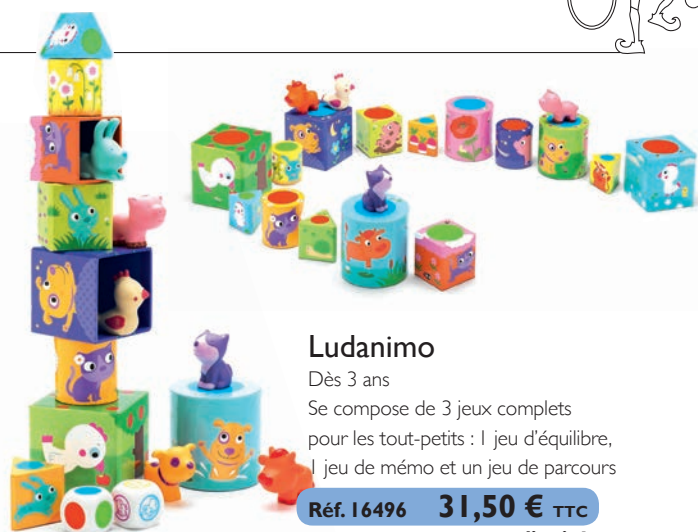 Ludanimo
Dès 3 ans
Se compose de 3 jeux complets
pour les tout-petits : 1 jeu d'équilibre,
1 jeu de mémo et un jeu de parcours
Réf. 16496 31,50 € TTC